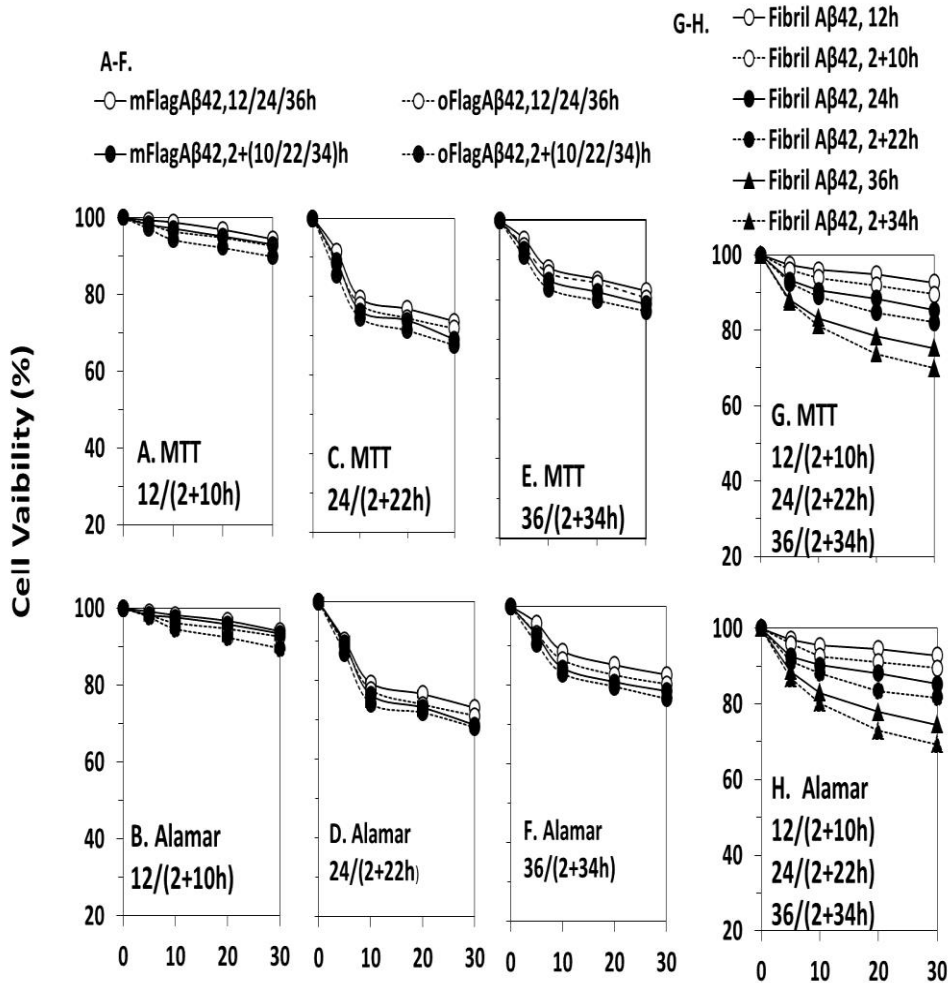 A-F.
mFlagAβ42,12/24/36h
oFlagAβ42,12/24/36h
mFlagAβ42,2+(10/22/34)h
oFlagAβ42,2+(10/22/34)h
G-H.
Fibril Aβ42, 12h
Fibril Aβ42, 2+10h
Fibril Aβ42, 24h
Fibril Aβ42, 2+22h
Fibril Aβ42, 36h
Fibril Aβ42, 2+34h
Cell Vaibility (%)
100
80
60
40
20
A. MTT
12/(2+10h)
C. MTT
24/(2+22h)
E. MTT
36/(2+34h)
100
80
60
40
20
G. MTT
12/(2+10h)
24/(2+22h)
36/(2+34h)
100
80
60
40
20
B. Alamar
12/(2+10h)
0 10 20 30
D. Alamar
24/(2+22h)
0 10 20 30
F. Alamar
36/(2+34h)
0 10 20 30
100
80
60
40
20
H. Alamar
12/(2+10h)
24/(2+22h)
36/(2+34h)
0 10 20 30